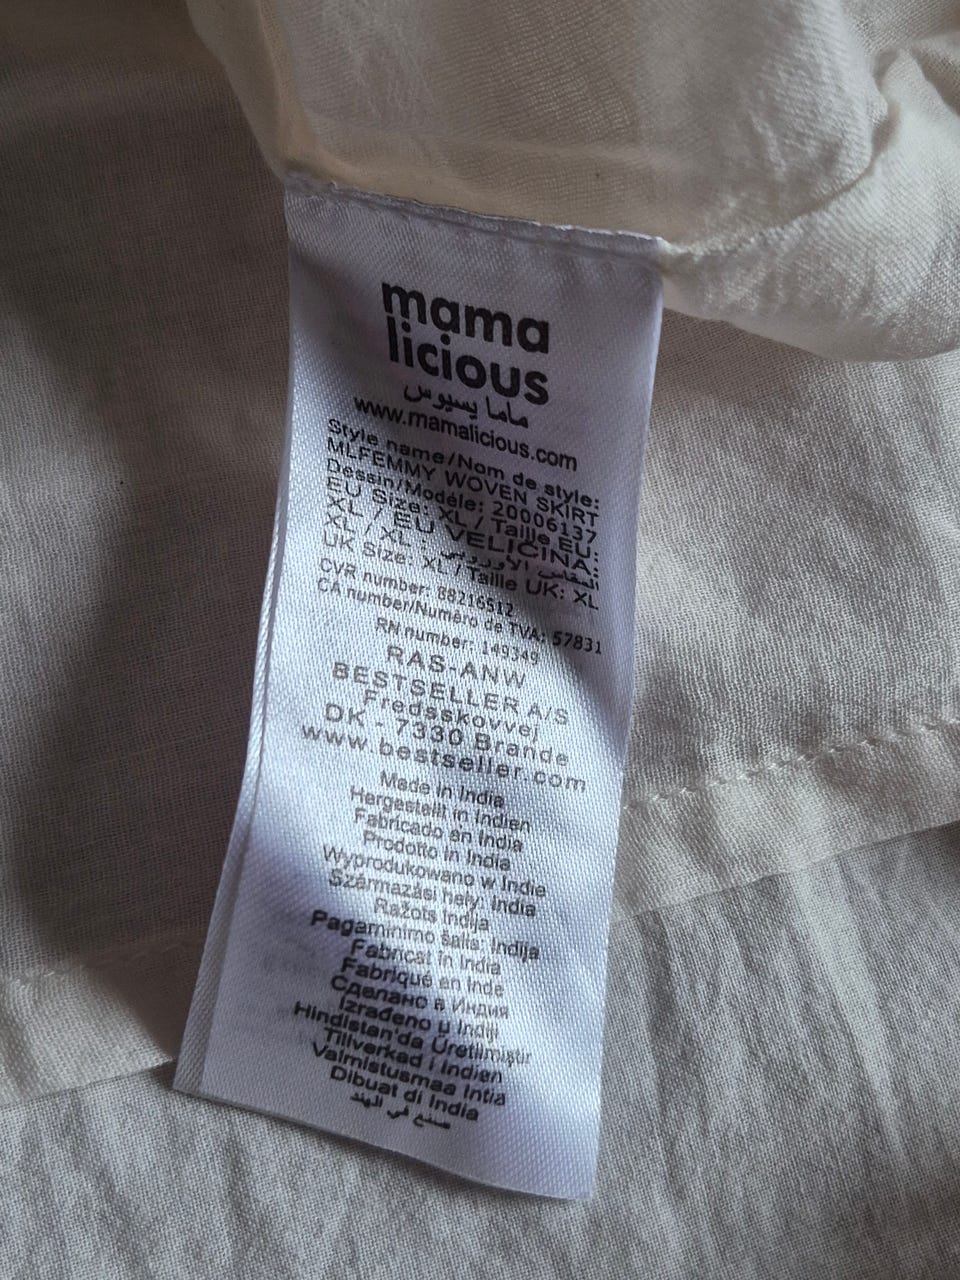 mama
licious
ماما يسيوس
www.mamalicious.com
Style name/Nom de style:
MLFEMMY WOVEN SKIRT
Dessin/Modéle: 20006137
EU Size: XL / Taille EU:
XL / EU VELIČINA:
XL / XL : المقاس الأوروبي
UK Size: XL / Taille UK: XL
CVR number: 88216512
CA number/Numéro de TVA: 57831
RN number: 149349
RAS-ANW
BESTSELLER A/S
Fredsskovvej
DK - 7330 Brande
www.bestseller.com
Made in India
Hergestellt in Indien
Fabricado en India
Prodotto in India
Wyprodukowano w Indie
Származási hely: India
Ražots Indija
Pagaminimo šalis: Indija
Fabricat in India
Fabriqué en Inde
Сделано в Индия
Izrađeno u Indiji
Hindistan'da Üretilmiştir
Tillverkad i Indien
Valmistusmaa Intia
Dibuat di India
صنع في الهند